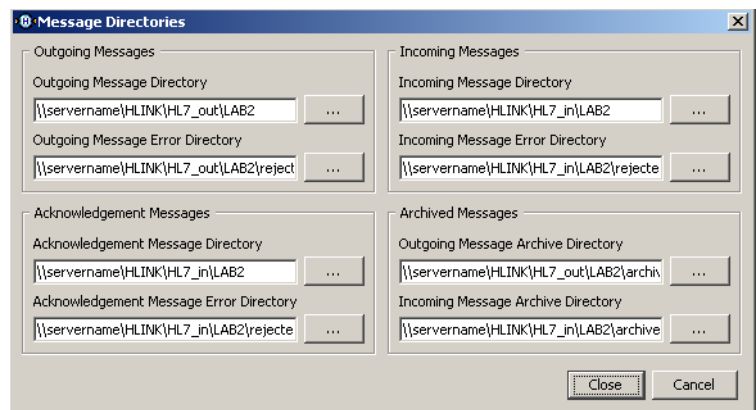 Message Directories
Outgoing Messages
Outgoing Message Directory
\\servername\HLINK\HL7_out\LAB2
...
Outgoing Message Error Directory
\\servername\HLINK\HL7_out\LAB2\reject
...
Incoming Messages
Incoming Message Directory
\\servername\HLINK\HL7_in\LAB2
...
Incoming Message Error Directory
\\servername\HLINK\HL7_in\LAB2\rejecte
...
Acknowledgement Messages
Acknowledgement Message Directory
\\servername\HLINK\HL7_in\LAB2
...
Acknowledgement Message Error Directory
\\servername\HLINK\HL7_in\LAB2\rejecte
...
Archived Messages
Outgoing Message Archive Directory
\\servername\HLINK\HL7_out\LAB2\archiv
...
Incoming Message Archive Directory
\\servername\HLINK\HL7_in\LAB2\archive
...
Close
Cancel